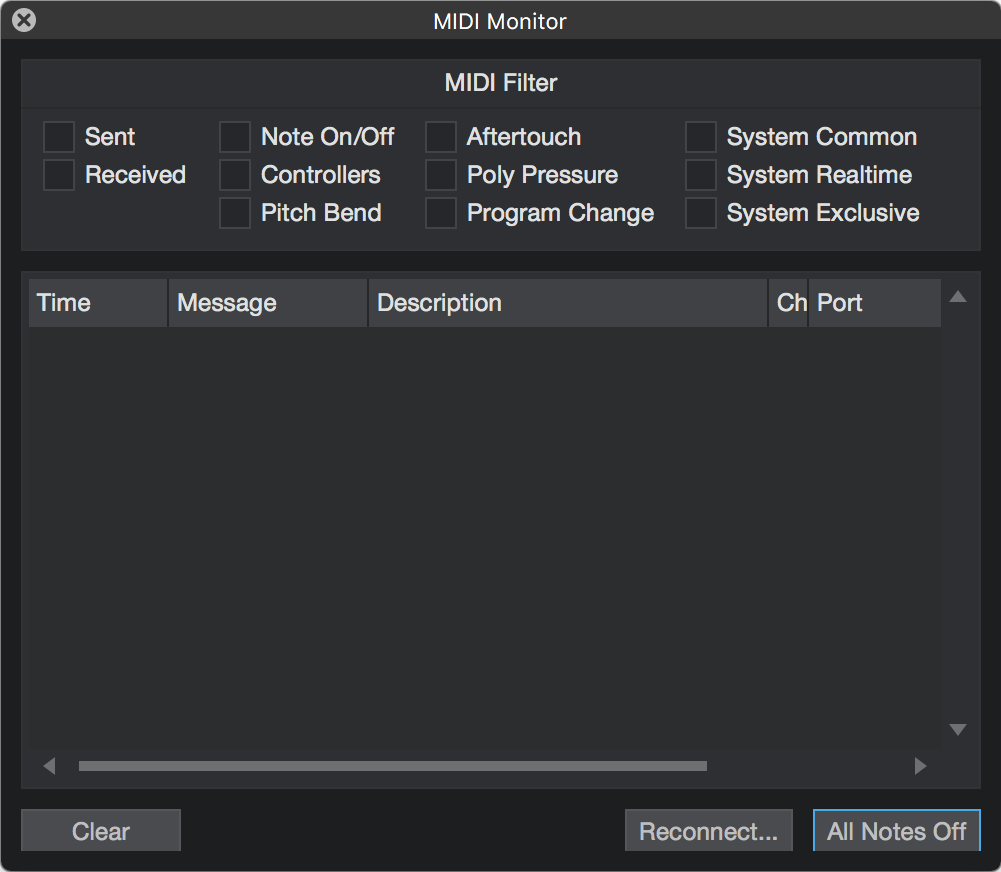 MIDI Monitor
MIDI Filter
Sent Note On/Off Aftertouch System Common
Received Controllers Poly Pressure System Realtime
Pitch Bend Program Change System Exclusive
Time Message Description Ch Port
Clear Reconnect... All Notes Off